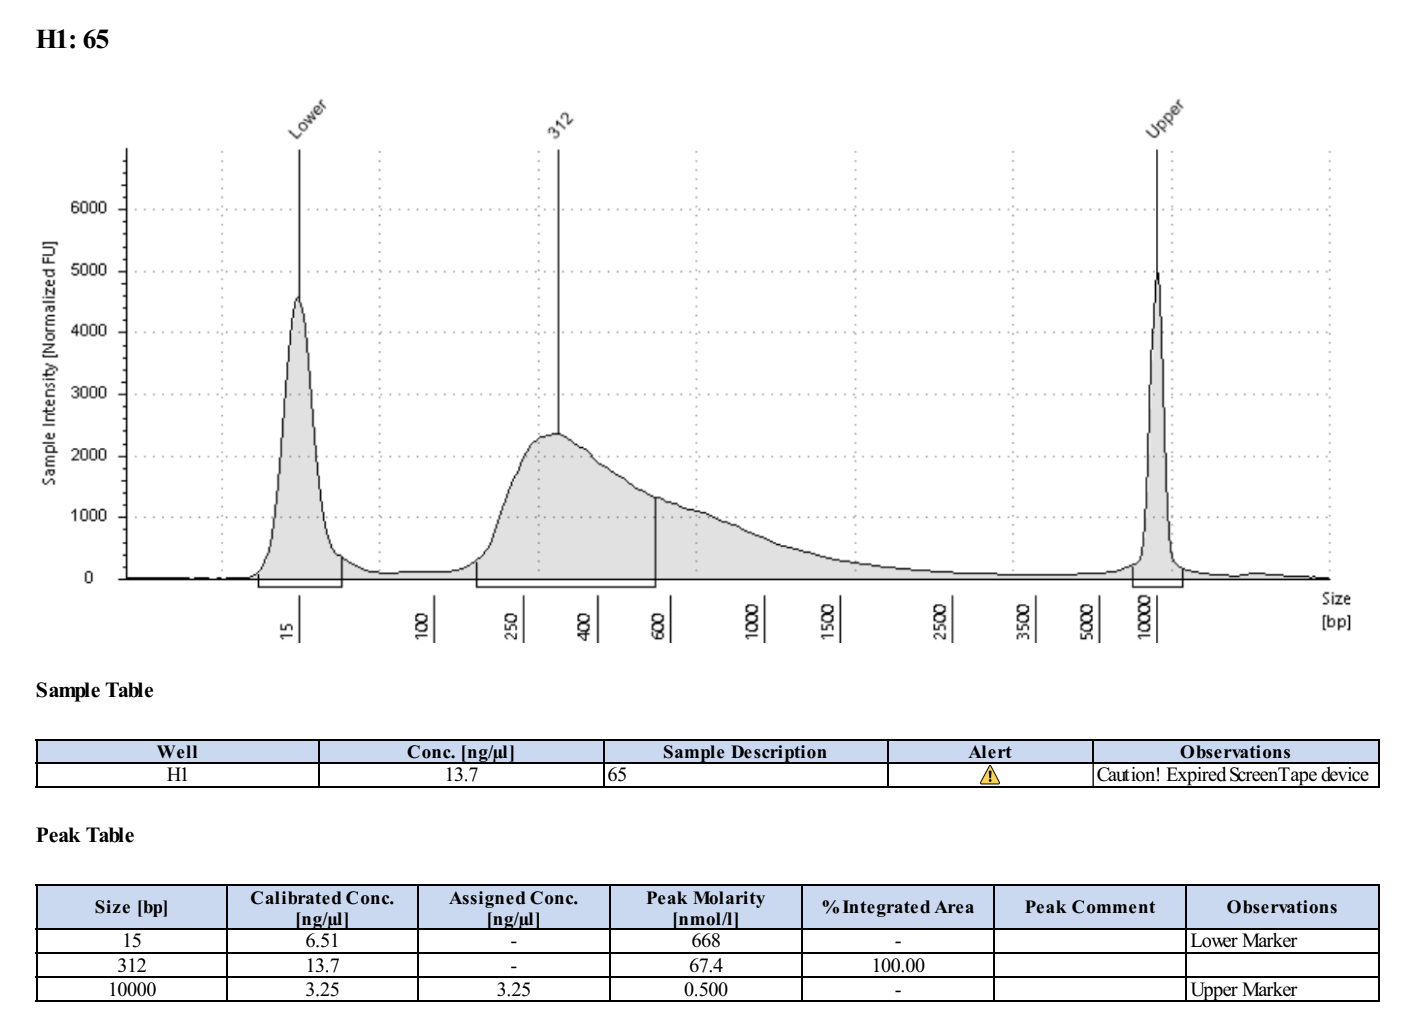 H1: 65
Lower
312
Upper
Sample Intensity [Normalized FU]
6000
5000
4000
3000
2000
1000
0
15
100
250
400
600
1000
1500
2500
3500
5000
10000
Size
[bp]
Sample Table
Well Conc. [ng/µl] Sample Description Alert Observations
H1 13.7 65 Caution! Expired ScreenTape device
Peak Table
Size [bp] Calibrated Conc. [ng/µl] Assigned Conc. [ng/µl] Peak Molarity [nmol/l] % Integrated Area Peak Comment Observations
15 6.51 - 668 - Lower Marker
312 13.7 - 67.4 100.00
10000 3.25 3.25 0.500 - Upper Marker